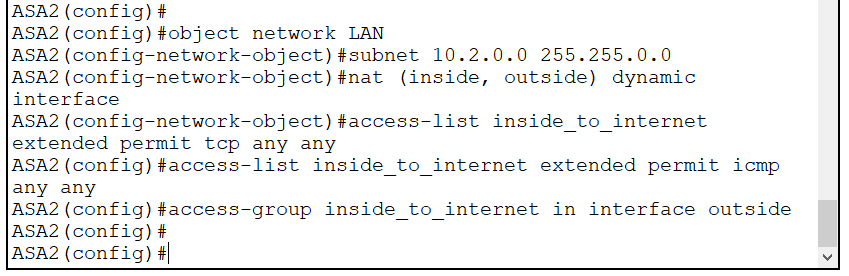 ASA2(config)#
ASA2(config)#object network LAN
ASA2(config-network-object)#subnet 10.2.0.0 255.255.0.0
ASA2(config-network-object)#nat (inside, outside) dynamic
interface
ASA2(config-network-object)#access-list inside_to_internet
extended permit tcp any any
ASA2(config)#access-list inside_to_internet extended permit icmp
any any
ASA2(config)#access-group inside_to_internet in interface outside
ASA2(config)#
ASA2(config)#